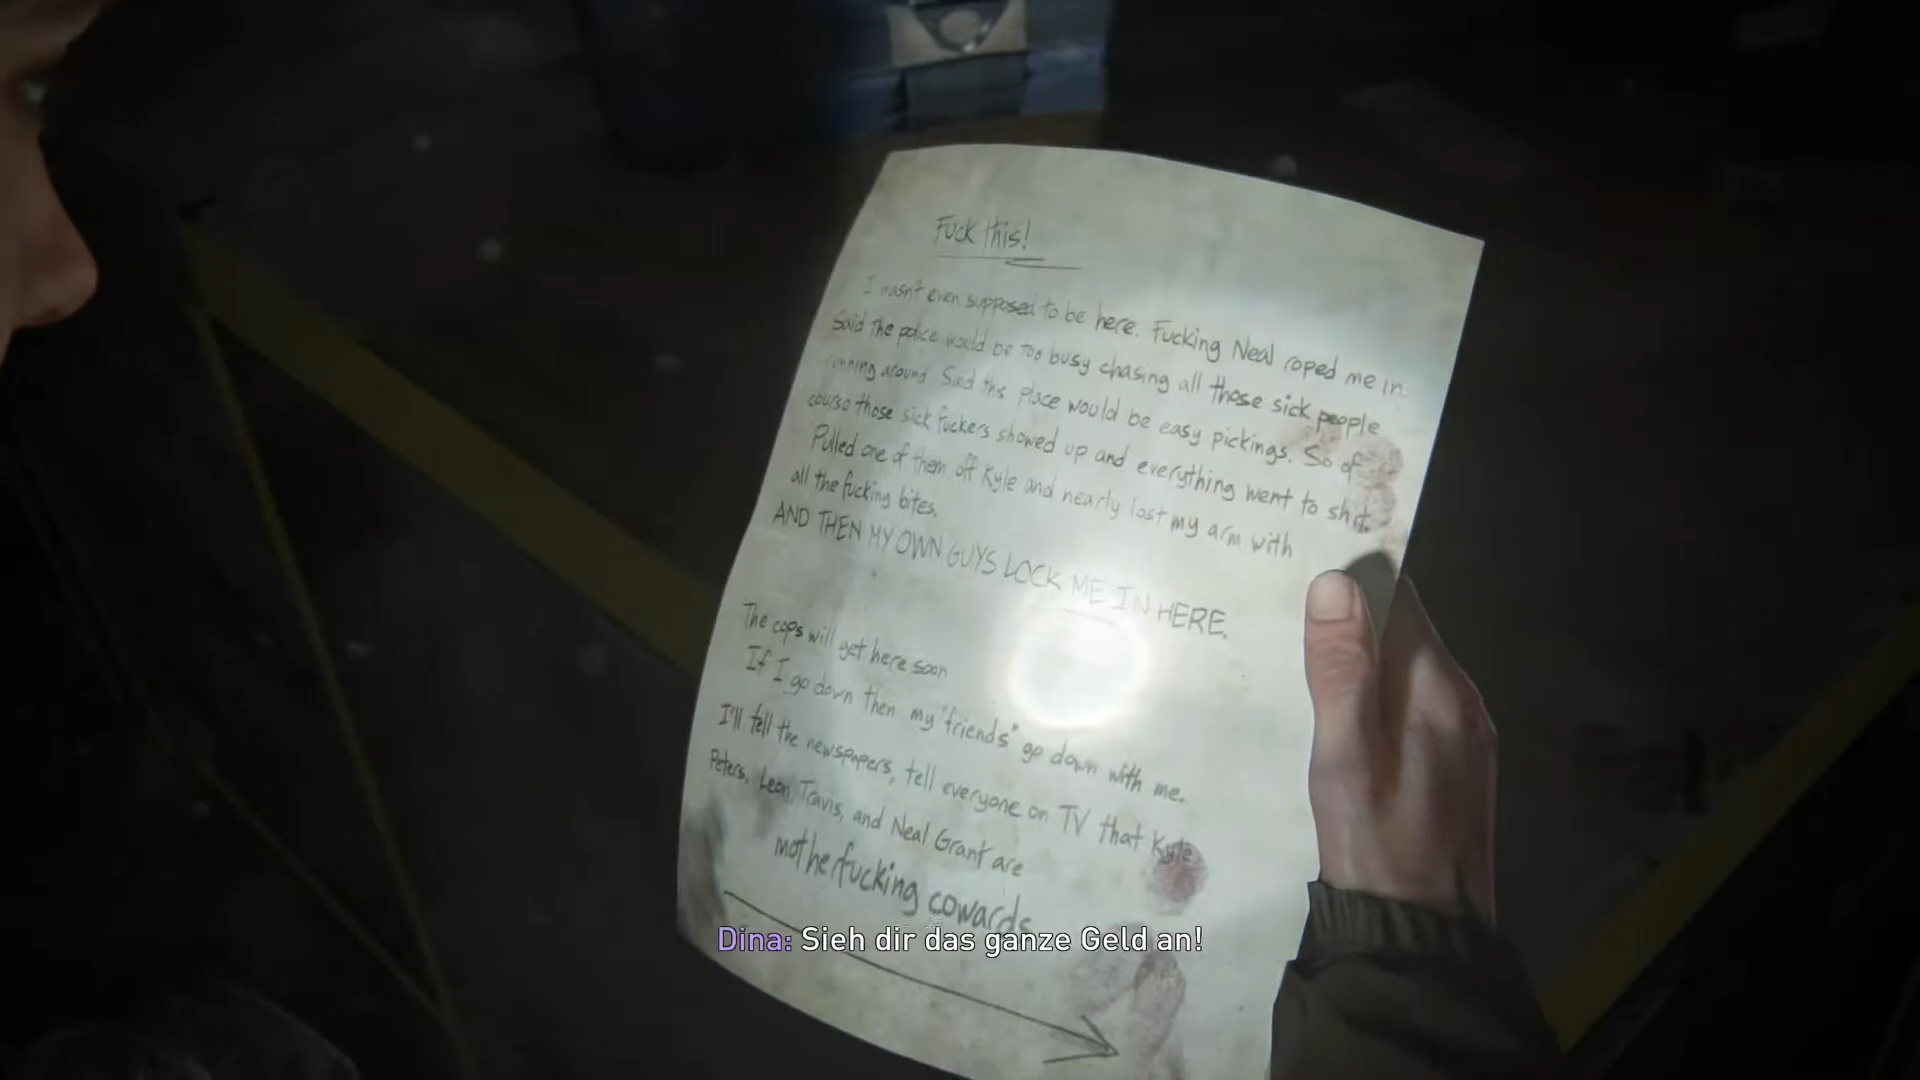 Fuck this!
I wasn't even supposed to be here. Fucking Neal roped me in.
Said the police would be too busy chasing all those sick people
running around. Said this place would be easy pickings. So of
course those sick fuckers showed up and everything went to shit.
Pulled one of them off Kyle and nearly lost my arm with
all the fucking bites.
AND THEN MY OWN GUYS LOCK ME IN HERE.
The cops will get here soon
If I go down then my "friends" go down with me.
I'll tell the newspapers, tell everyone on TV that Kyle
Peters, Leon, Travis, and Neal Grant are
motherfucking cowards
Dina: Sieh dir das ganze Geld an!